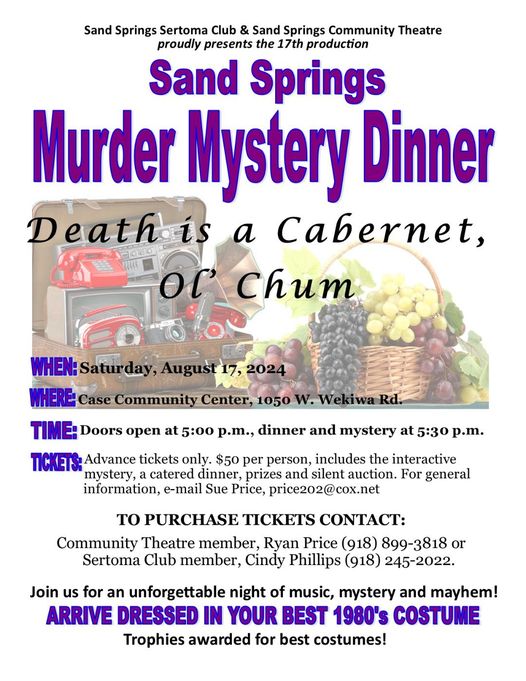 Sand Springs Sertoma Club & Sand Springs Community Theatre
proudly presents the 17th production
Sand Springs
Murder Mystery Dinner
Death is a Cabernet,
Ol’ Chum
WHEN: Saturday, August 17, 2024
WHERE: Case Community Center, 1050 W. Wekiwa Rd.
TIME: Doors open at 5:00 p.m., dinner and mystery at 5:30 p.m.
TICKETS: Advance tickets only. $50 per person, includes the interactive
mystery, a catered dinner, prizes and silent auction. For general
information, e-mail Sue Price, price202@cox.net
TO PURCHASE TICKETS CONTACT:
Community Theatre member, Ryan Price (918) 899-3818 or
Sertoma Club member, Cindy Phillips (918) 245-2022.
Join us for an unforgettable night of music, mystery and mayhem!
ARRIVE DRESSED IN YOUR BEST 1980's COSTUME
Trophies awarded for best costumes!